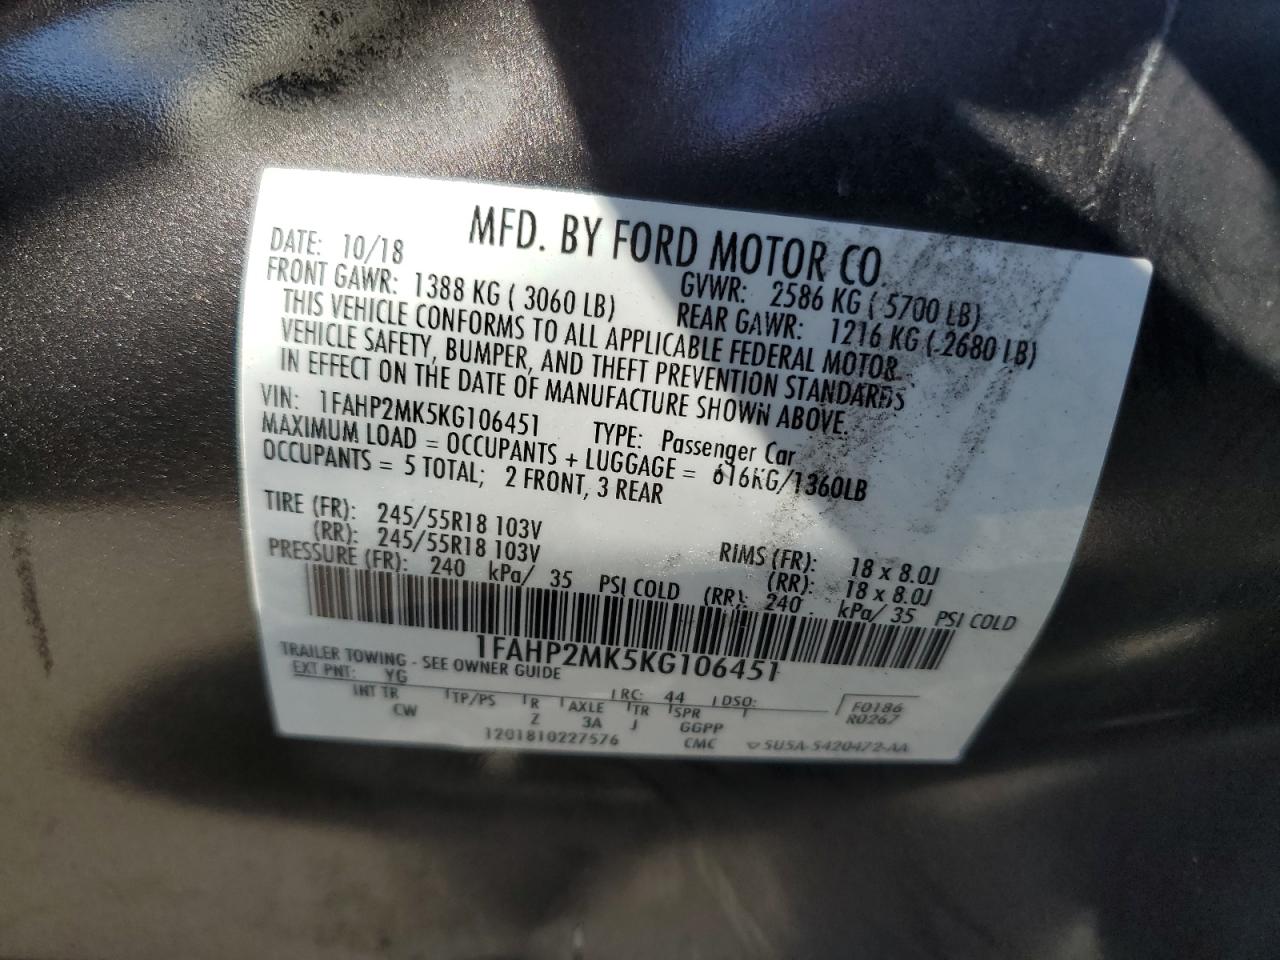 MFD. BY FORD MOTOR CO.
DATE: 10/18 GVWR: 2586 KG ( 5700 LB)
FRONT GAWR: 1388 KG ( 3060 LB) REAR GAWR: 1216 KG ( 2680 LB)
THIS VEHICLE CONFORMS TO ALL APPLICABLE FEDERAL MOTOR
VEHICLE SAFETY, BUMPER, AND THEFT PREVENTION STANDARDS
IN EFFECT ON THE DATE OF MANUFACTURE SHOWN ABOVE.
VIN: 1FAHP2MK5KG106451 TYPE: Passenger Car
MAXIMUM LOAD = OCCUPANTS + LUGGAGE = 616KG/1360LB
OCCUPANTS = 5 TOTAL; 2 FRONT, 3 REAR
TIRE (FR): 245/55R18 103V RIMS (FR): 18 x 8.0J
(RR): 245/55R18 103V (RR): 18 x 8.0J
PRESSURE (FR): 240 kPa/ 35 PSI COLD (RR): 240 kPa/ 35 PSI COLD
1FAHP2MK5KG106451
TRAILER TOWING - SEE OWNER GUIDE
EXT PNT: YG RC: 44 DSO:
INT TR TP/PS R AXLE TR SPR F0186
CW Z 3A J GGPP R0267
1201810227576 CMC 5U5A-5420472-AA